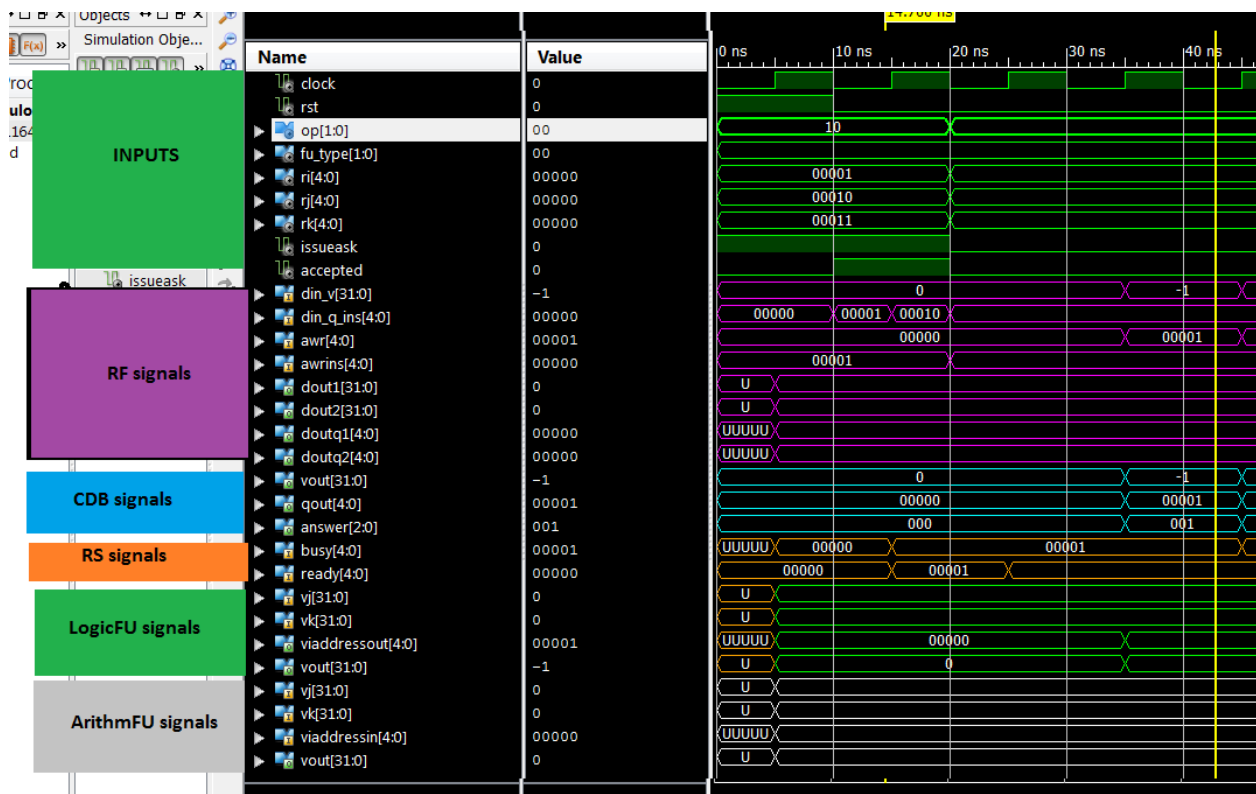 Objects
14.700 ns
Simulation Obje...
F(x)
»
»
Name Value 0 ns 10 ns 20 ns 30 ns 40 ns
clock 0
rst 0
op[1:0] 00 10
INPUTS
fu_type[1:0] 00
ri[4:0] 00000 00001
rj[4:0] 00000 00010
rk[4:0] 00000 00011
issueask 0
accepted 0
issueask
din_v[31:0] -1 0 -1
din_q_ins[4:0] 00000 00000 00001 00010
awr[4:0] 00001 00000 00001
awrins[4:0] 00000 00001
RF signals
dout1[31:0] 0 U
dout2[31:0] 0 U
doutq1[4:0] 00000 UUUUU
doutq2[4:0] 00000 UUUUU
vout[31:0] -1 0 -1
CDB signals
qout[4:0] 00001 00000 00001
answer[2:0] 001 000 001
busy[4:0] 00001 UUUUU 00000 00001
RS signals
ready[4:0] 00000 00000 00001
vj[31:0] 0 U
vk[31:0] 0 U
LogicFU signals
viaddressout[4:0] 00001 UUUUU 00000
vout[31:0] -1 U 0
vj[31:0] 0 U
vk[31:0] 0 U
ArithmFU signals
viaddressin[4:0] 00000 UUUUU
vout[31:0] 0 U